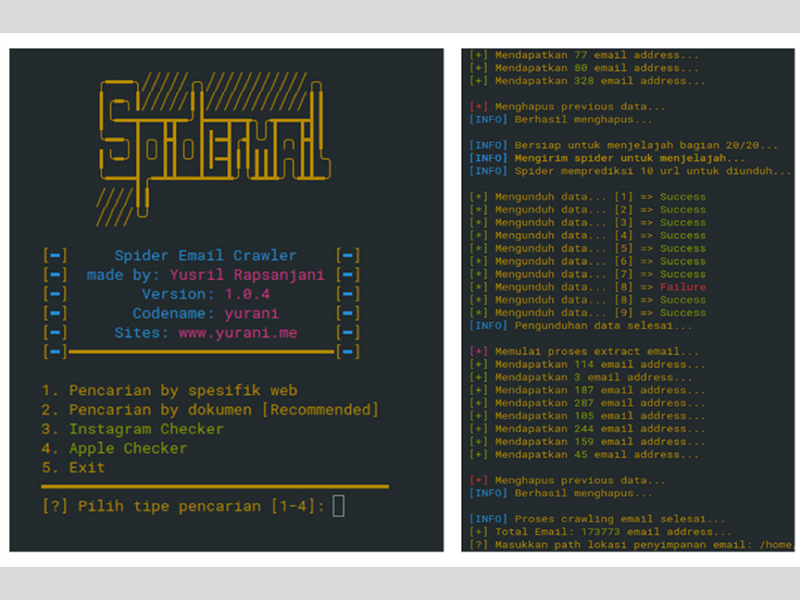 SpiderMail
[-] Spider Email Crawler [-]
[-] made by: Yusril Rapsanjani [-]
[-] Version: 1.0.4 [-]
[-] Codename: yurani [-]
[-] Sites: www.yurani.me [-]
[-] [-]
1. Pencarian by spesifik web
2. Pencarian by dokumen [Recommended]
3. Instagram Checker
4. Apple Checker
5. Exit
[?] Pilih tipe pencarian [1-4]:
[+] Mendapatkan 77 email address...
[+] Mendapatkan 80 email address...
[+] Mendapatkan 328 email address...
[*] Menghapus previous data...
[INFO] Berhasil menghapus...
[INFO] Bersiap untuk menjelajah bagian 20/20...
[INFO] Mengirim spider untuk menjelajah...
[INFO] Spider memprediksi 10 url untuk diunduh...
[*] Mengunduh data... [1] => Success
[*] Mengunduh data... [2] => Success
[*] Mengunduh data... [3] => Success
[*] Mengunduh data... [4] => Success
[*] Mengunduh data... [5] => Success
[*] Mengunduh data... [6] => Success
[*] Mengunduh data... [7] => Success
[*] Mengunduh data... [8] => Failure
[*] Mengunduh data... [8] => Success
[*] Mengunduh data... [9] => Success
[INFO] Pengunduhan data selesai...
[*] Memulai proses extract email...
[+] Mendapatkan 114 email address...
[+] Mendapatkan 3 email address...
[+] Mendapatkan 187 email address...
[+] Mendapatkan 287 email address...
[+] Mendapatkan 105 email address...
[+] Mendapatkan 244 email address...
[+] Mendapatkan 159 email address...
[+] Mendapatkan 45 email address...
[*] Menghapus previous data...
[INFO] Berhasil menghapus...
[INFO] Proses crawling email selesai...
[+] Total Email: 173773 email address...
[?] Masukkan path lokasi penyimpanan email: /home/